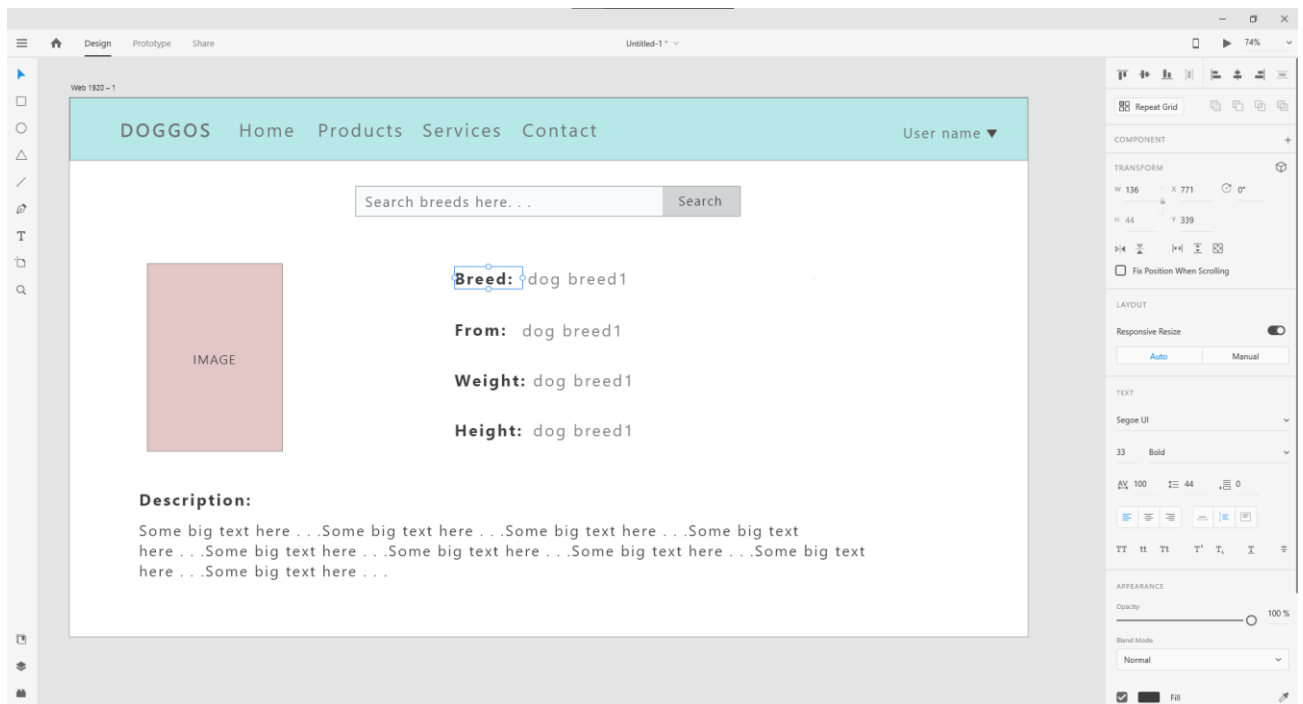 Design Prototype Share Untitled-1 * 74%
Web 1920 – 1
DOGGOS Home Products Services Contact User name ▼
Search breeds here. . . Search
IMAGE
Breed: dog breed1
From: dog breed1
Weight: dog breed1
Height: dog breed1
Description:
Some big text here . . .Some big text here . . .Some big text here . . .Some big text
here . . .Some big text here . . .Some big text here . . .Some big text here . . .Some big text
here . . .Some big text here . . .
Repeat Grid
COMPONENT +
TRANSFORM
W 136 X 771 0°
H 44 Y 339
Fix Position When Scrolling
LAYOUT
Responsive Resize
Auto Manual
TEXT
Segoe UI
33 Bold
AV 100 44 0
TT tt Tt T¹ T, T T
APPEARANCE
Opacity
100 %
Blend Mode
Normal
Fill